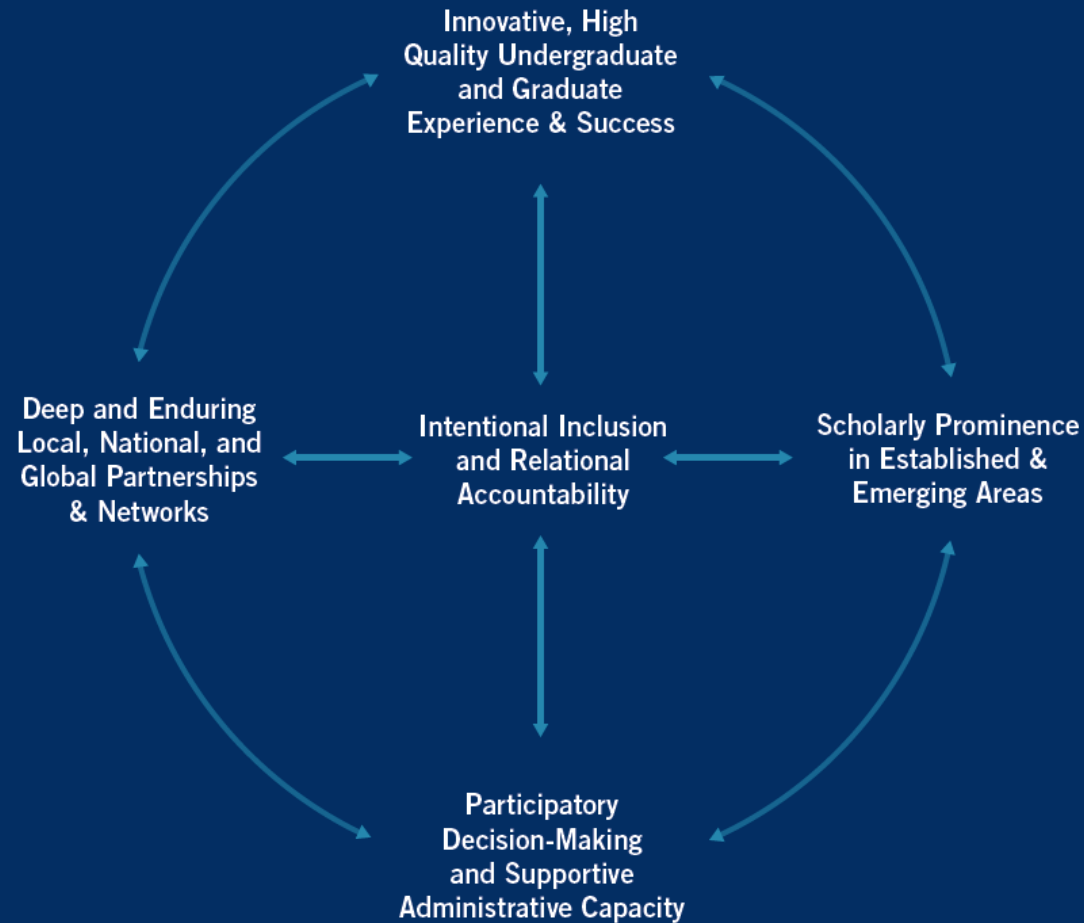 Innovative, High
Quality Undergraduate
and Graduate
Experience & Success
Deep and Enduring
Local, National, and
Global Partnerships
& Networks
Intentional Inclusion
and Relational
Accountability
Scholarly Prominence
in Established &
Emerging Areas
Participatory
Decision-Making
and Supportive
Administrative Capacity